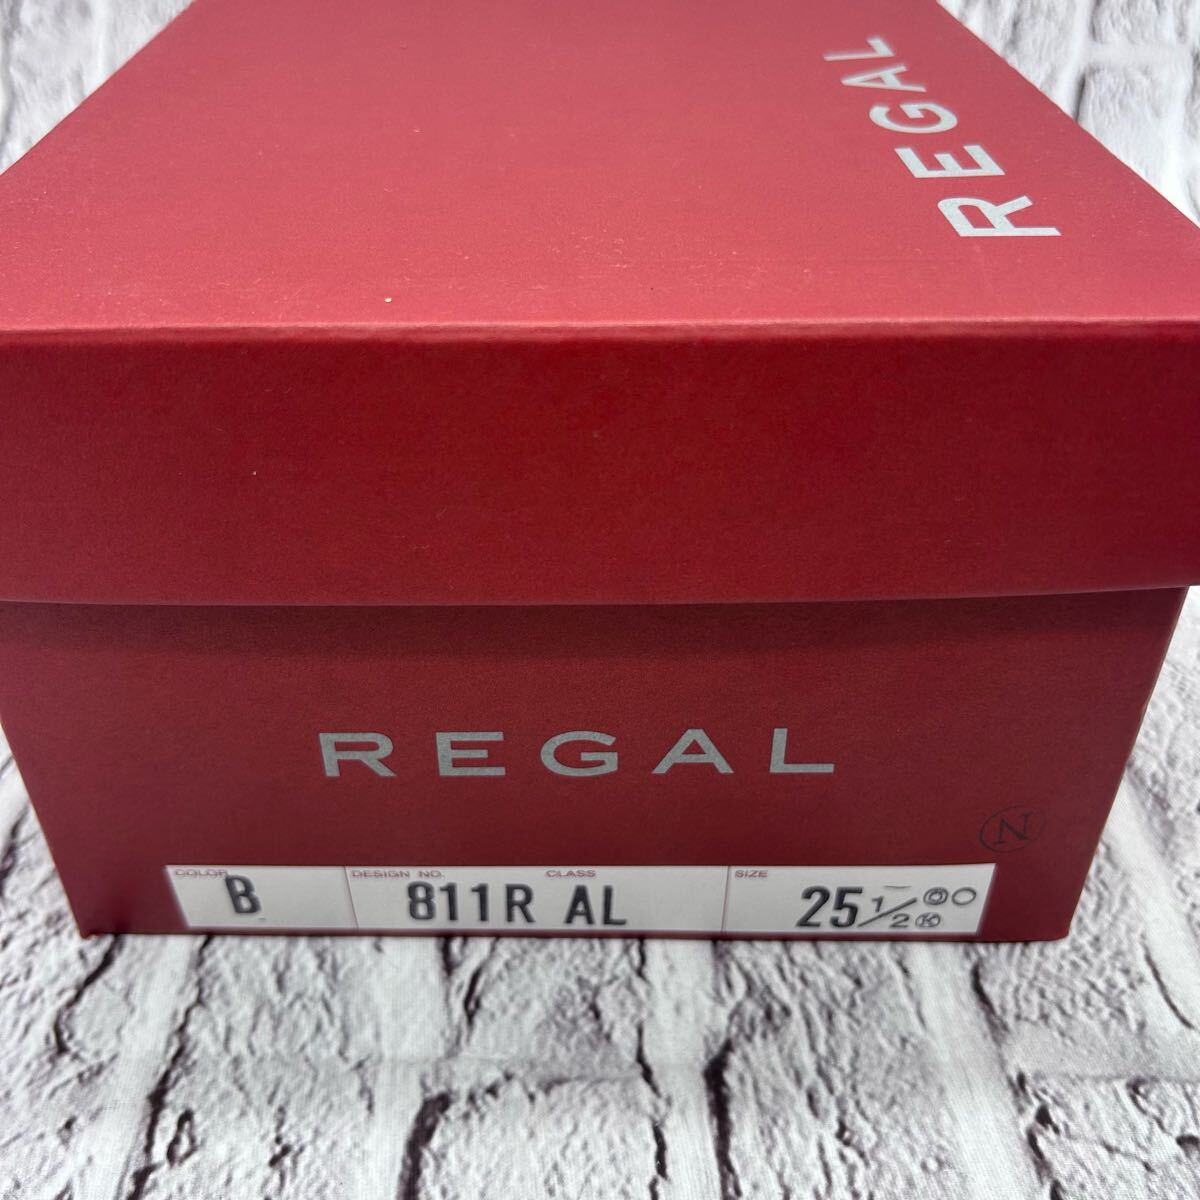 REGAL
REGAL
N
COLOR DESIGN NO. CLASS SIZE
B 811R AL 25 1/2 K